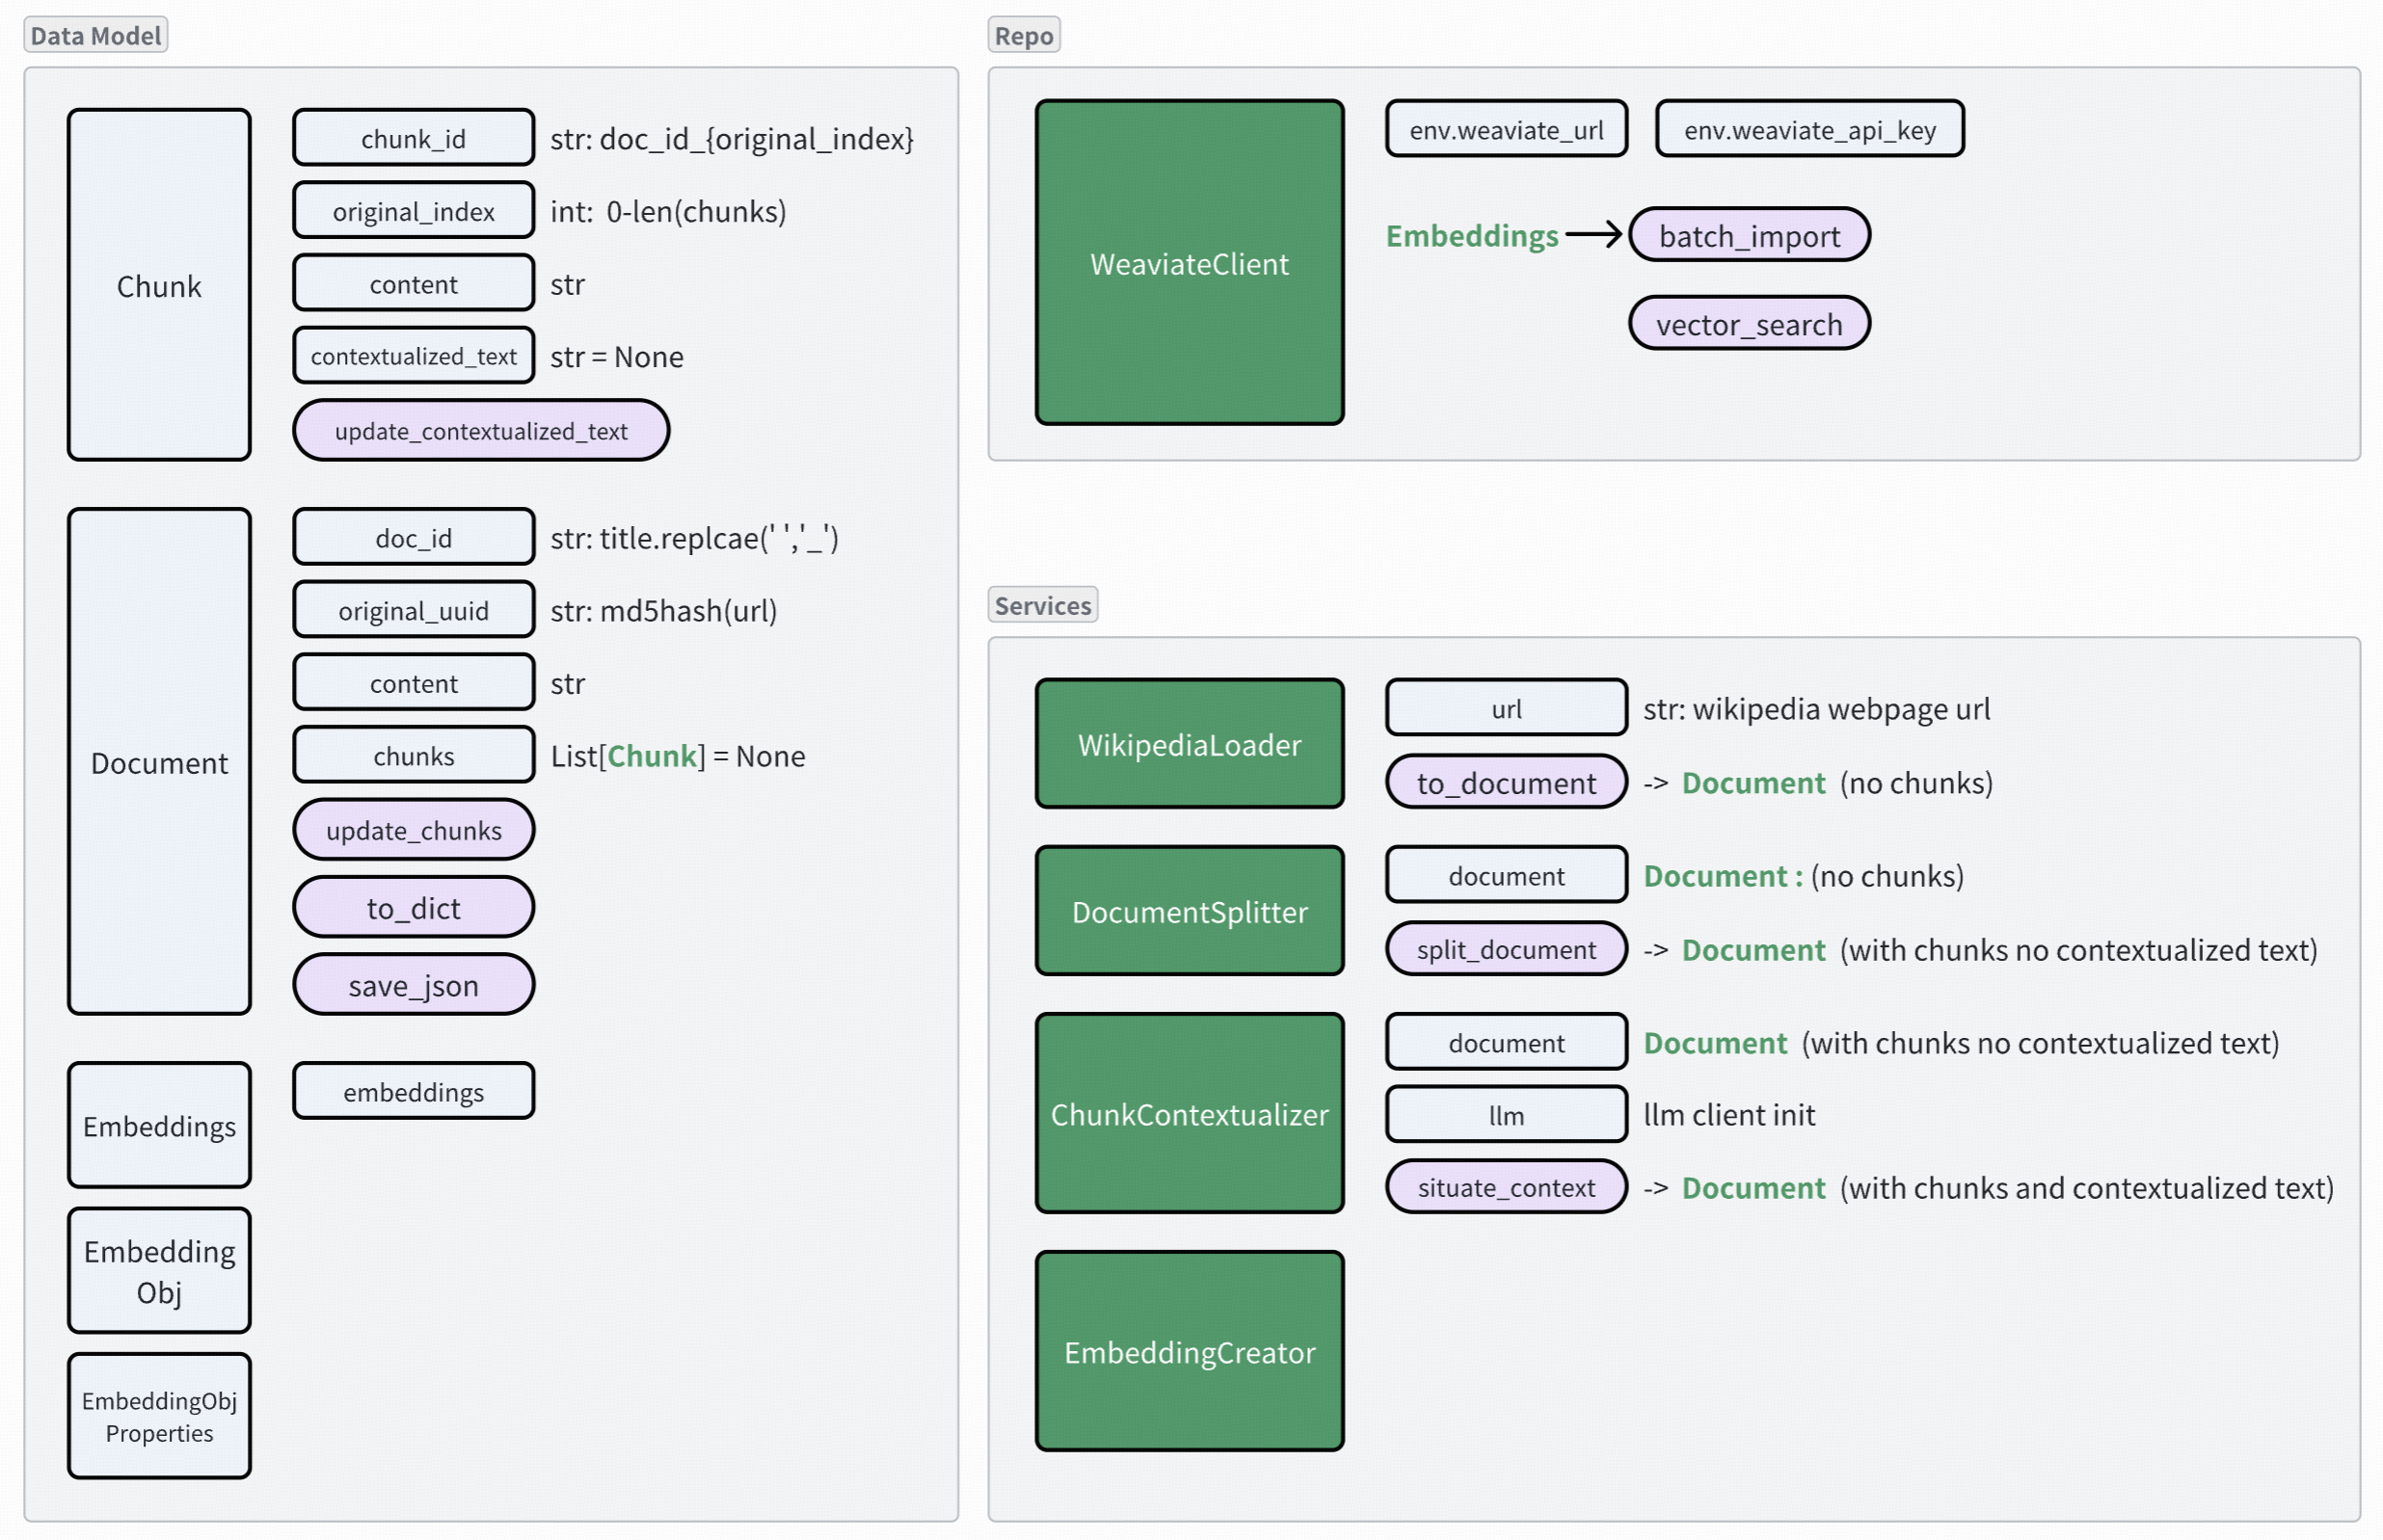 Data Model
Chunk
chunk_id str: doc_id_{original_index}
original_index int: 0-len(chunks)
content str
contextualized_text str = None
update_contextualized_text
Document
doc_id str: title.replcae(' ','_')
original_uuid str: md5hash(url)
content str
chunks List[Chunk] = None
update_chunks
to_dict
save_json
Embeddings
embeddings
Embedding
Obj
EmbeddingObj
Properties
Repo
WeaviateClient
env.weaviate_url env.weaviate_api_key
Embeddings batch_import
vector_search
Services
WikipediaLoader
url str: wikipedia webpage url
to_document -> Document (no chunks)
DocumentSplitter
document Document : (no chunks)
split_document -> Document (with chunks no contextualized text)
ChunkContextualizer
document Document (with chunks no contextualized text)
llm llm client init
situate_context -> Document (with chunks and contextualized text)
EmbeddingCreator